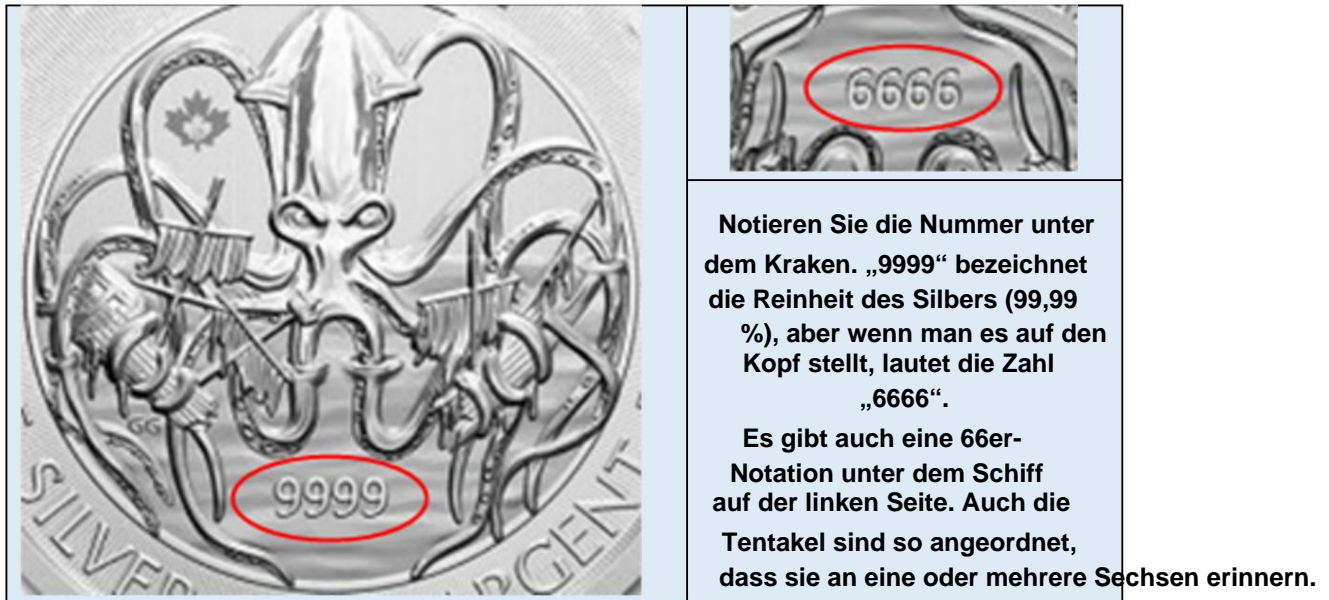 6666
GG
9999
SILVER
ARGENT
Notieren Sie die Nummer unter
dem Kraken. „9999“ bezeichnet
die Reinheit des Silbers (99,99
%), aber wenn man es auf den
Kopf stellt, lautet die Zahl
„6666“.
Es gibt auch eine 66er-
Notation unter dem Schiff
auf der linken Seite. Auch die
Tentakel sind so angeordnet,
dass sie an eine oder mehrere Sechsen erinnern.